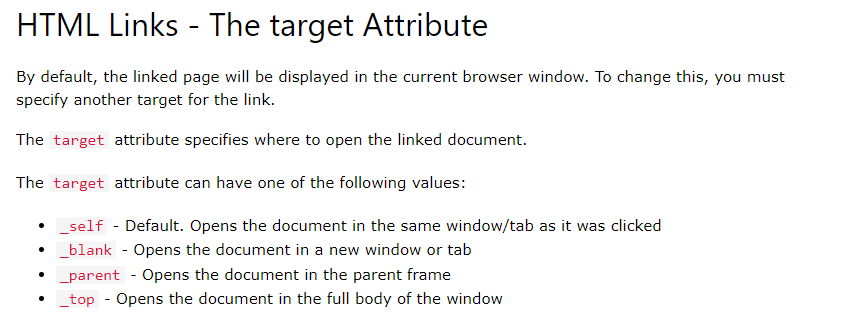 HTML Links - The target Attribute
By default, the linked page will be displayed in the current browser window. To change this, you must
specify another target for the link.
The target attribute specifies where to open the linked document.
The target attribute can have one of the following values:
• _self - Default. Opens the document in the same window/tab as it was clicked
• _blank - Opens the document in a new window or tab
• _parent - Opens the document in the parent frame
• _top - Opens the document in the full body of the window